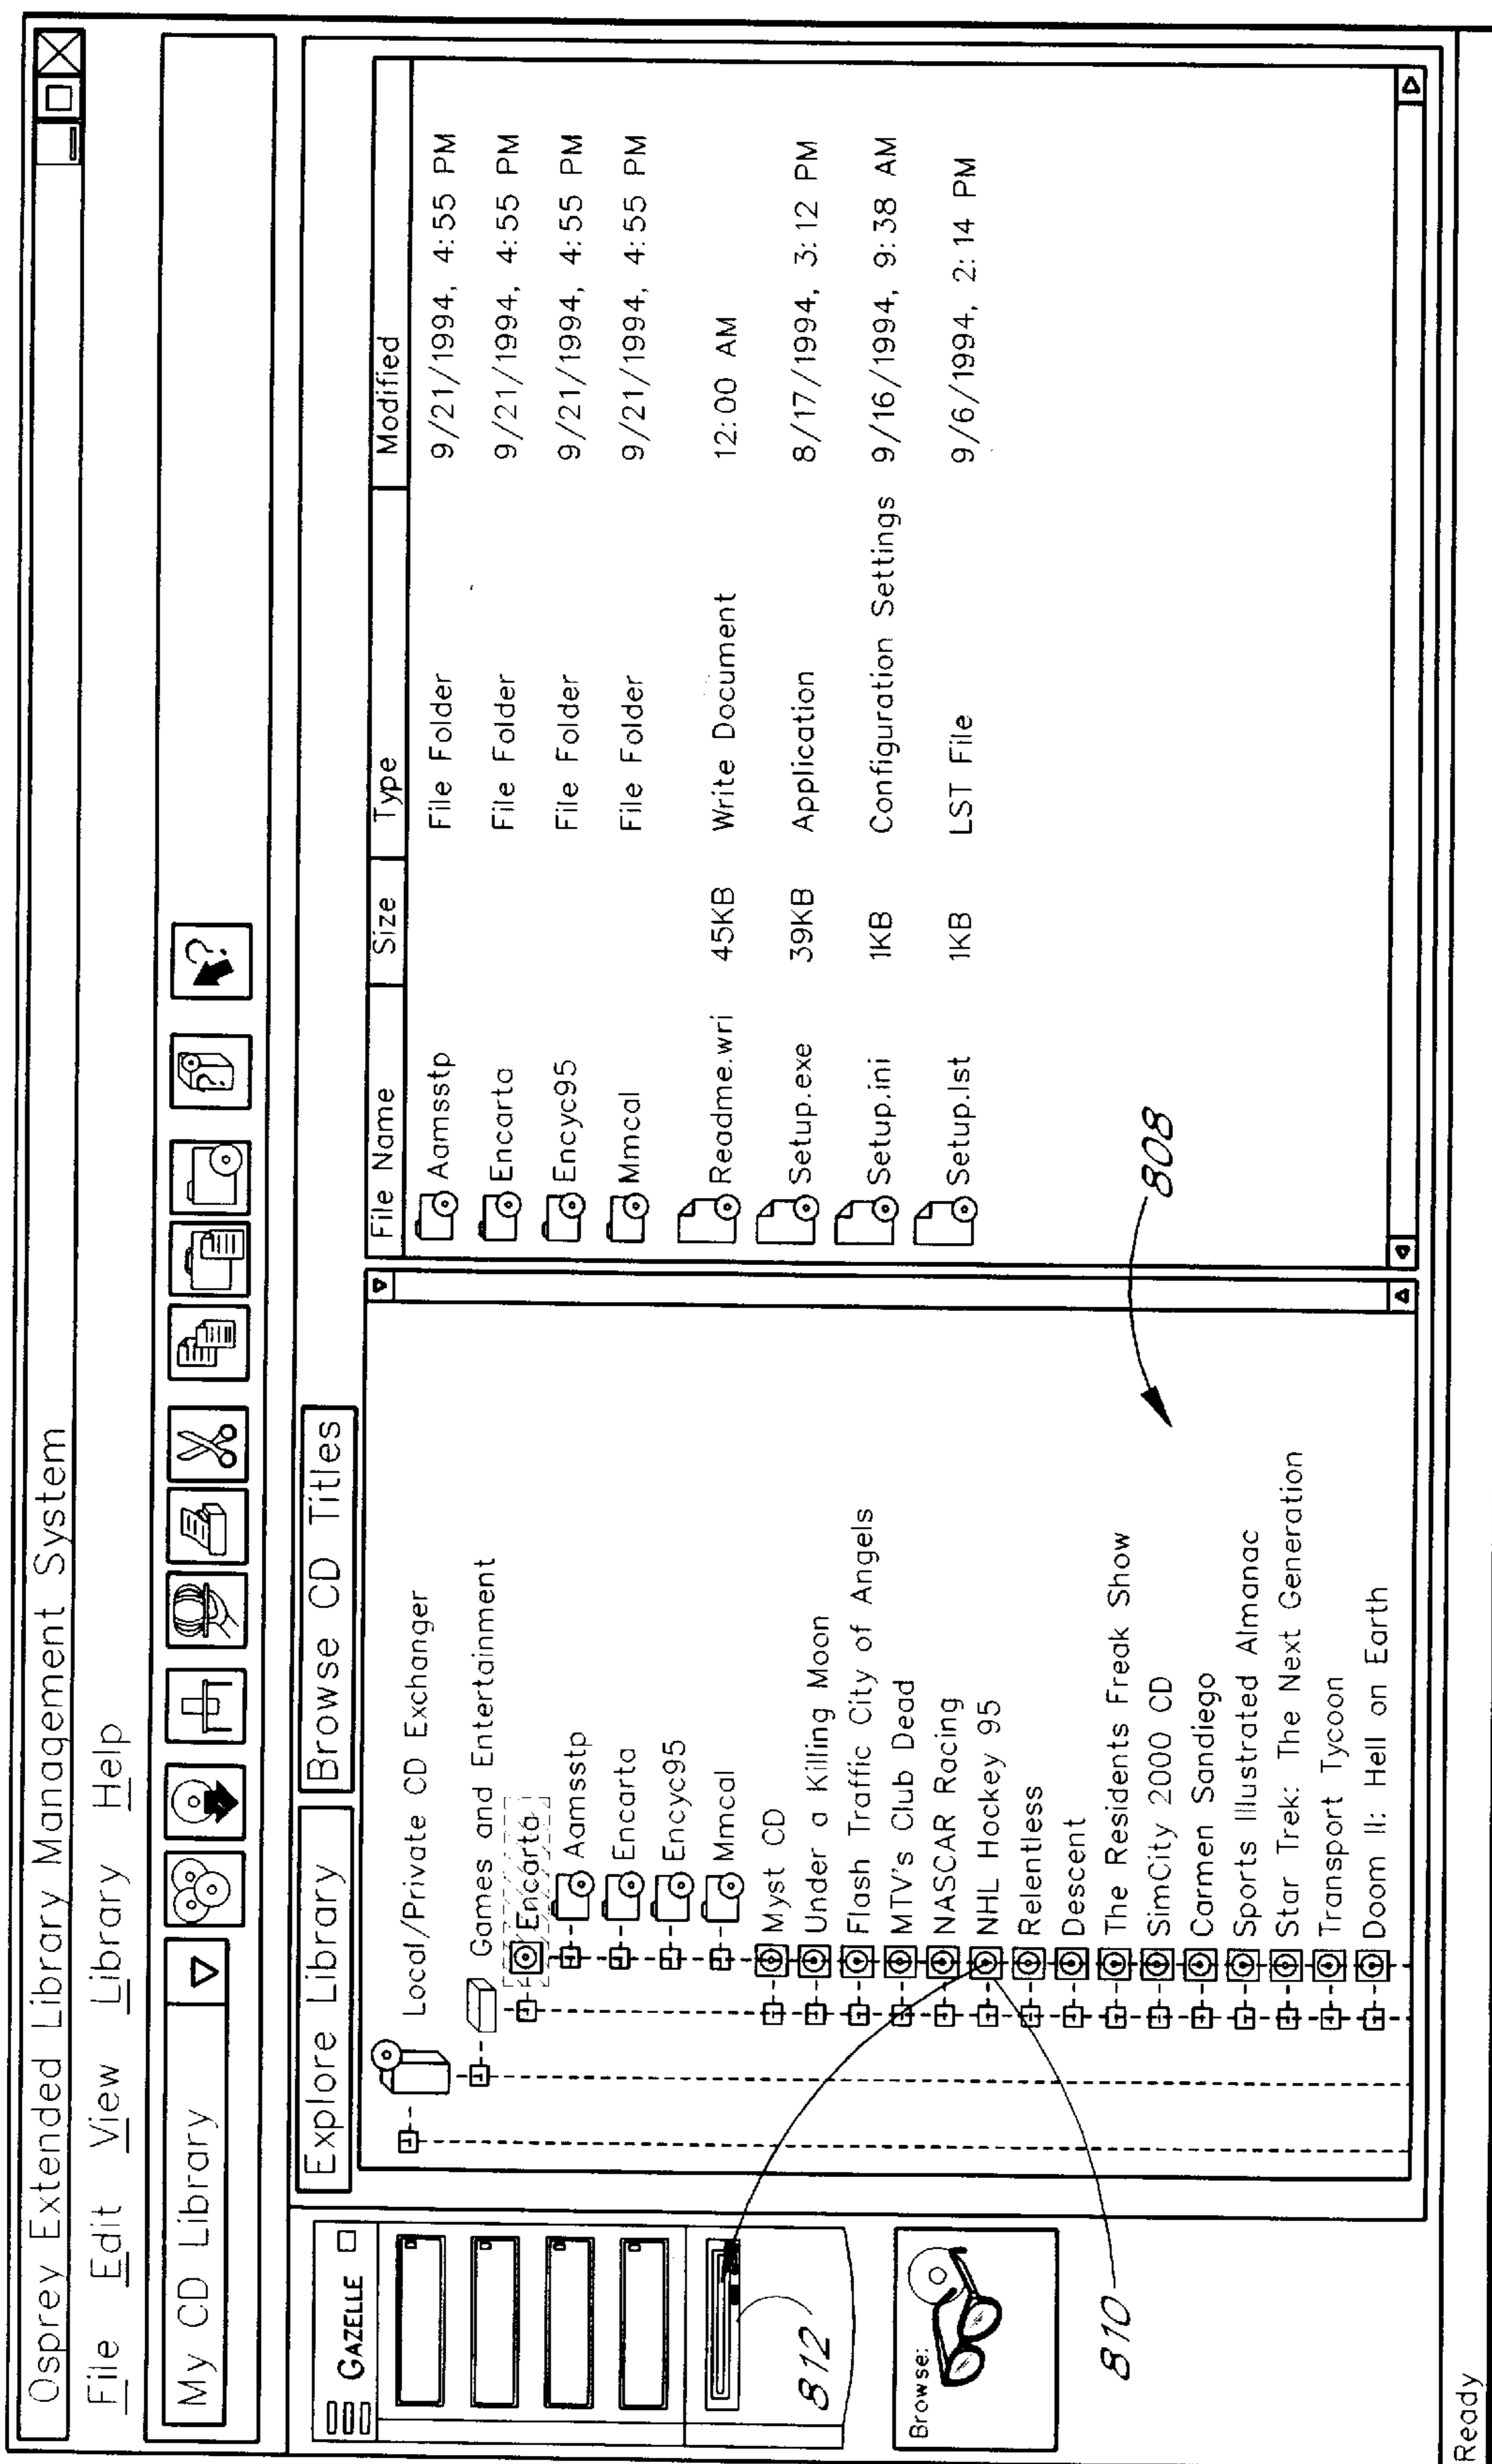 Osprey Extended Library Management System
File Edit View Library Help
My CD Library
GAZELLE
812
Browse:
810
Explore Library
Browse CD Titles
Local/Private CD Exchanger
Games and Entertainment
Encarta
Aamsstp
Encarta
Encyc95
Mmcal
Myst CD
Under a Killing Moon
Flash Traffic City of Angels
MTV's Club Dead
NASCAR Racing
NHL Hockey 95
Relentless
Descent
The Residents Freak Show
SimCity 2000 CD
Carmen Sandiego
Sports Illustrated Almanac
Star Trek: The Next Generation
Transport Tycoon
Doom II: Hell on Earth
808
File Name Size Type Modified
Aamsstp File Folder 9/21/1994, 4:55 PM
Encarta File Folder 9/21/1994, 4:55 PM
Encyc95 File Folder 9/21/1994, 4:55 PM
Mmcal File Folder 9/21/1994, 4:55 PM
Readme.wri 45KB Write Document 12:00 AM
Setup.exe 39KB Application 8/17/1994, 3:12 PM
Setup.ini 1KB Configuration Settings 9/16/1994, 9:38 AM
Setup.lst 1KB LST File 9/6/1994, 2:14 PM
Ready